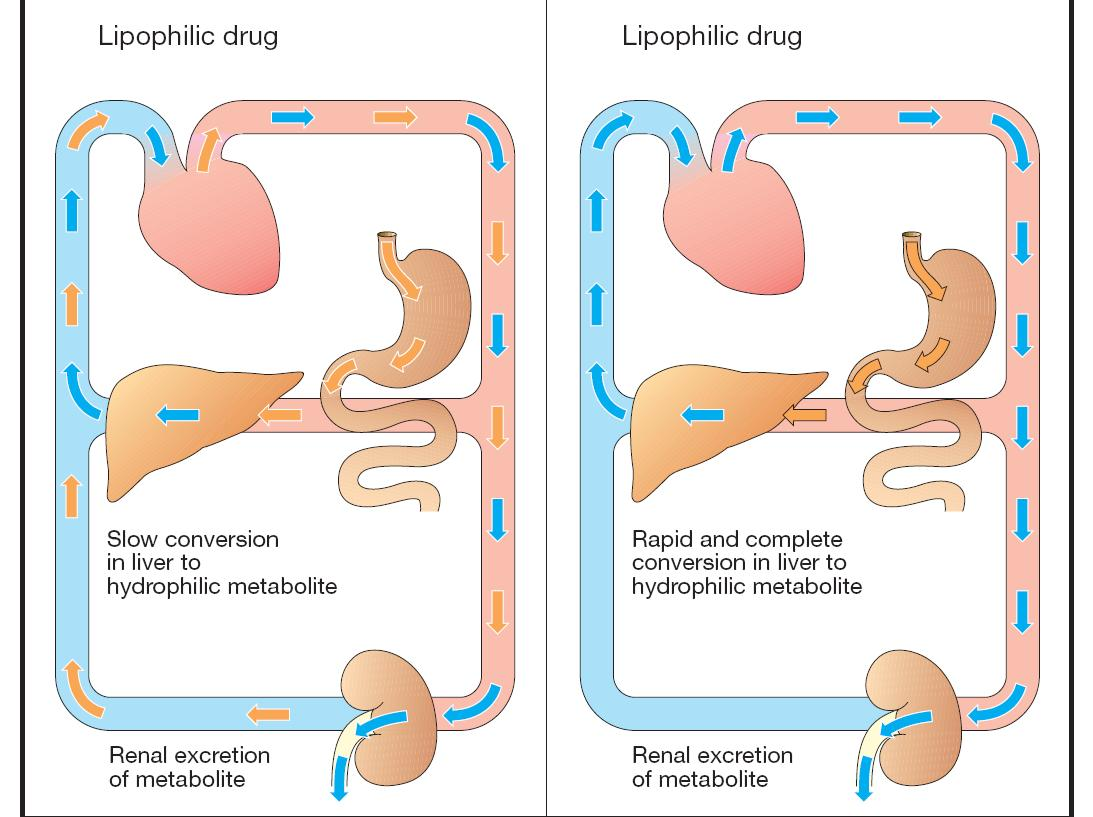 Lipophilic drug
Slow conversion
in liver to
hydrophilic metabolite
Renal excretion
of metabolite
Lipophilic drug
Rapid and complete
conversion in liver to
hydrophilic metabolite
Renal excretion
of metabolite